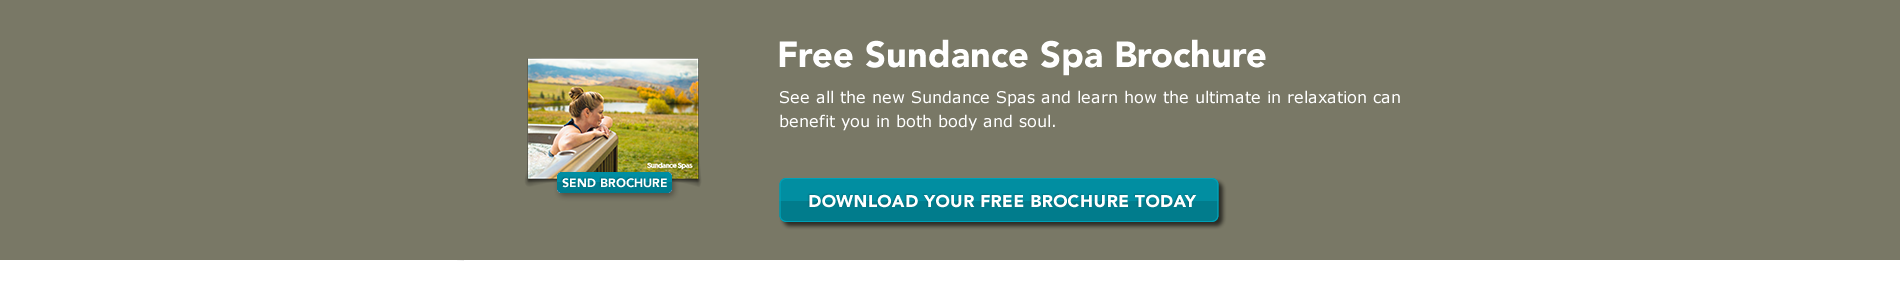 Free Sundance Spa Brochure
See all the new Sundance Spas and learn how the ultimate in relaxation can
benefit you in both body and soul.
Sundance Spas
SEND BROCHURE
DOWNLOAD YOUR FREE BROCHURE TODAY